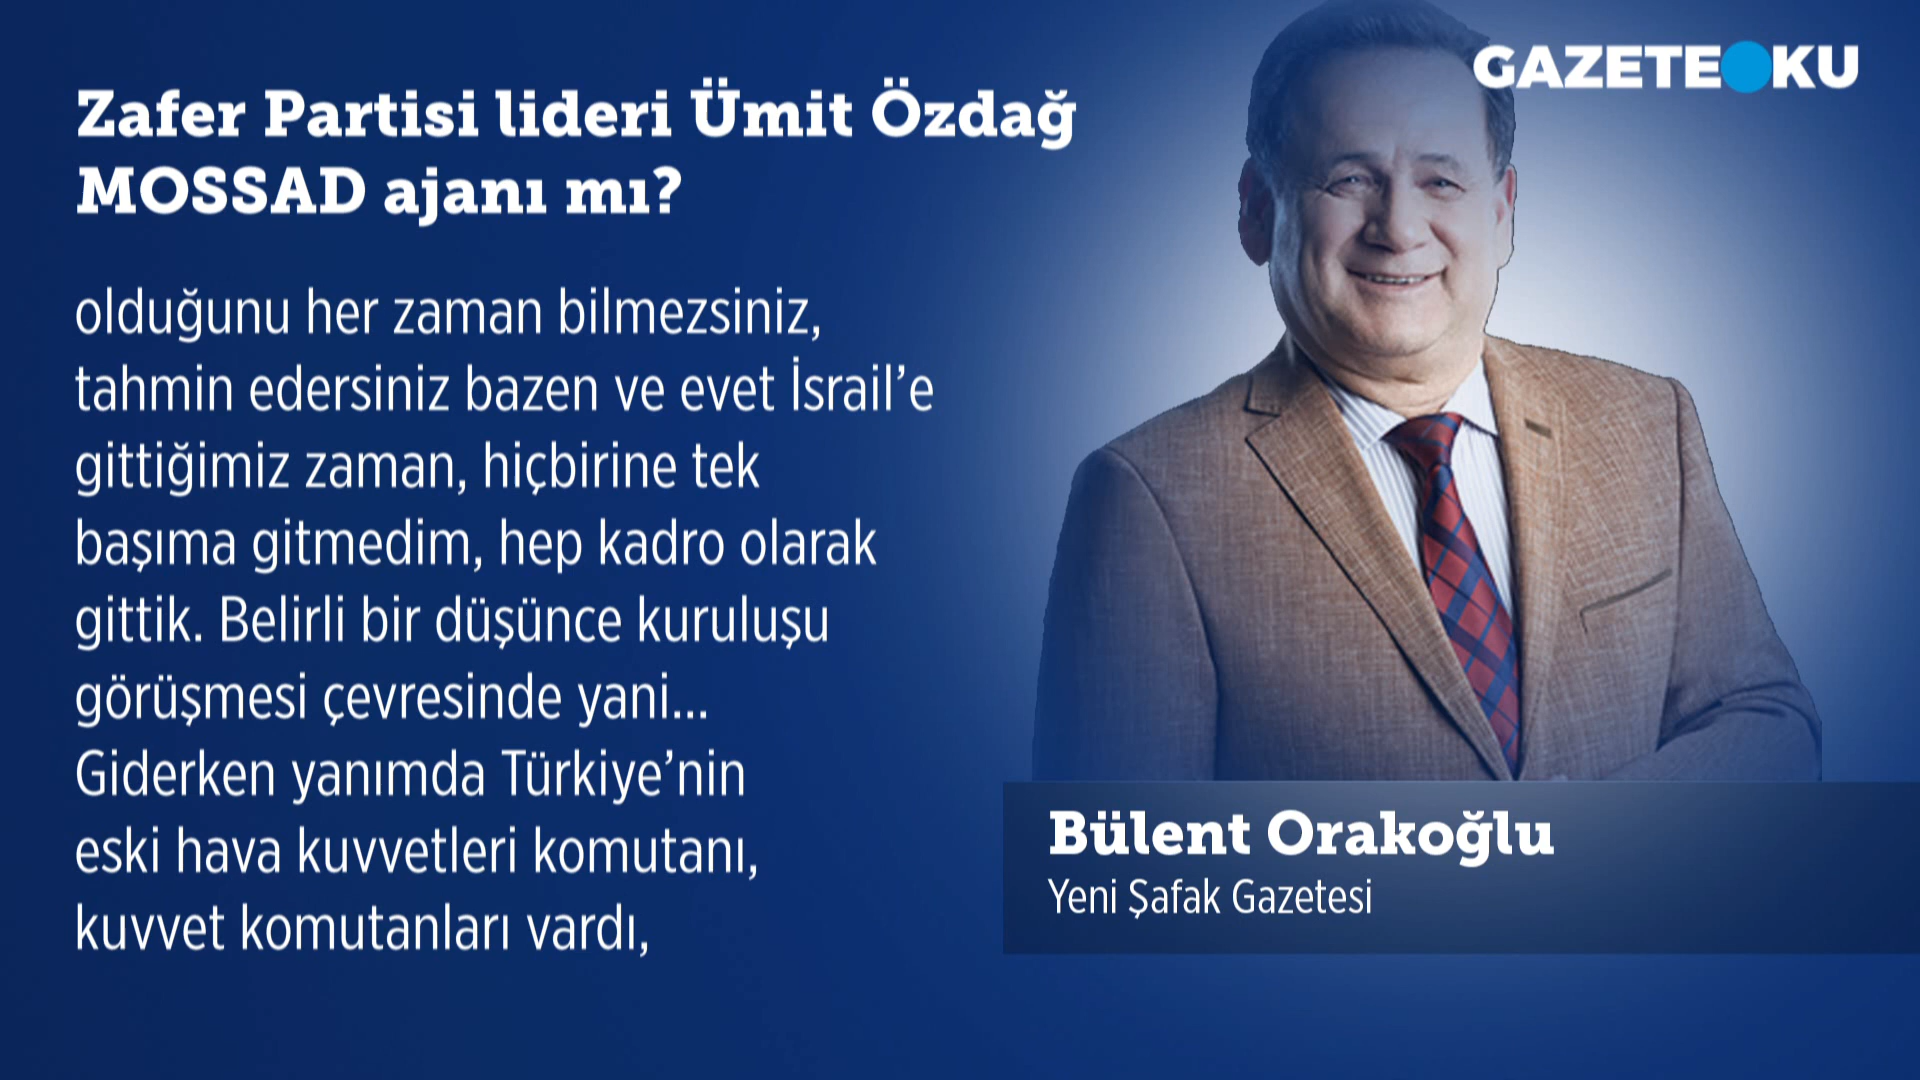 GAZETEOKU
Zafer Partisi lideri Ümit Özdağ
MOSSAD ajanı mı?
olduğunu her zaman bilmezsiniz,
tahmin edersiniz bazen ve evet İsrail’e
gittiğimiz zaman, hiçbirine tek
başıma gitmedim, hep kadro olarak
gittik. Belirli bir düşünce kuruluşu
görüşmesi çevresinde yani...
Giderken yanımda Türkiye’nin
eski hava kuvvetleri komutanı,
kuvvet komutanları vardı,
Bülent Orakoğlu
Yeni Şafak Gazetesi